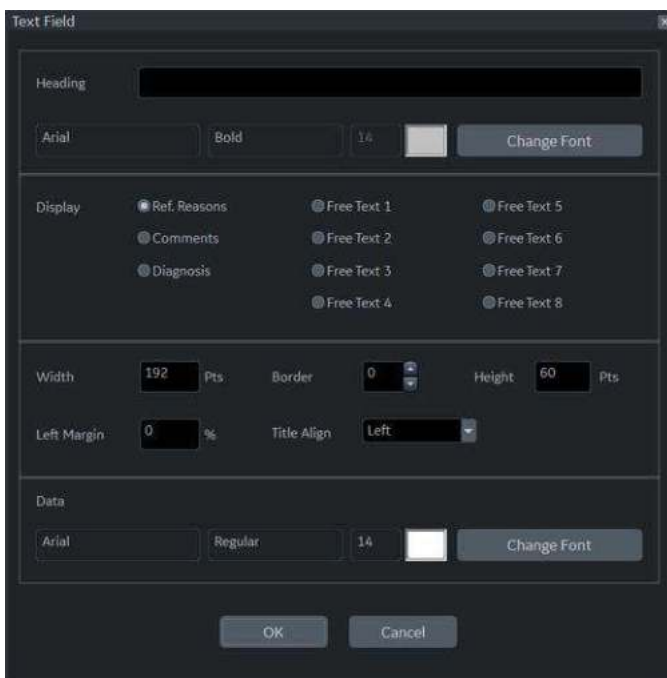 Text Field
Heading
Arial Bold 14 Change Font
Display Ref. Reasons Free Text 1 Free Text 5
Comments Free Text 2 Free Text 6
Diagnosis Free Text 3 Free Text 7
Free Text 4 Free Text 8
Width 192 Pts Border 0 Height 60 Pts
Left Margin 0 % Title Align Left
Data
Arial Regular 14 Change Font
OK Cancel